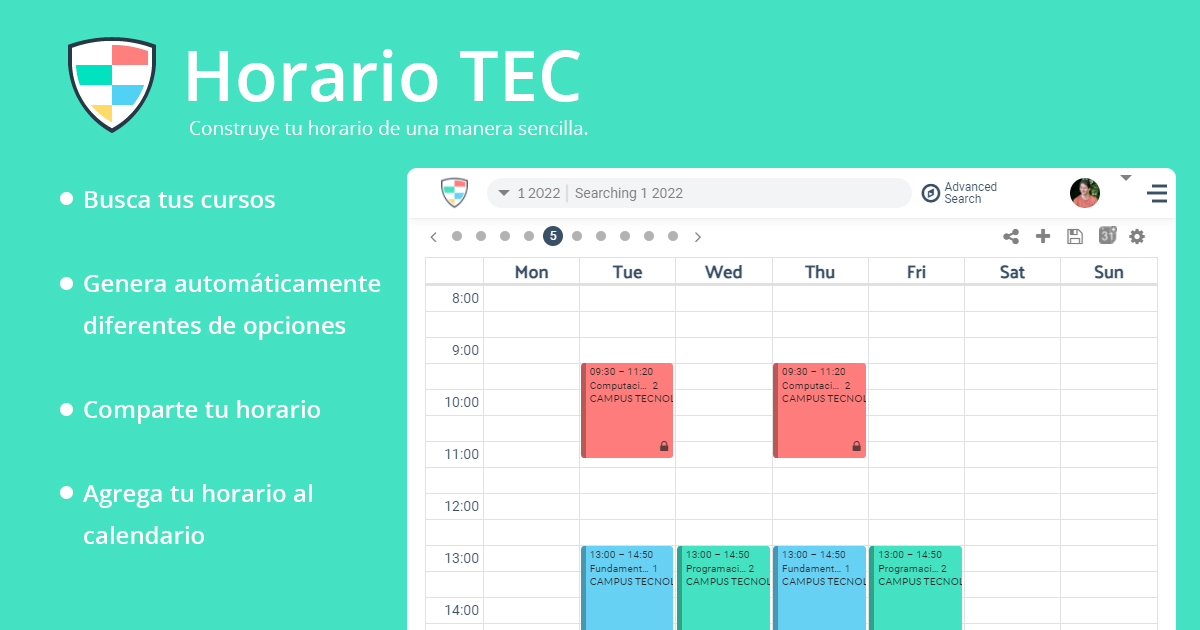 Horario TEC
Construye tu horario de una manera sencilla.
Busca tus cursos
Genera automáticamente
diferentes de opciones
Comparte tu horario
Agrega tu horario al
calendario
1 2022 Searching 1 2022
Advanced
Search
5
31
Mon Tue Wed Thu Fri Sat Sun
8:00
9:00
09:30 – 11:20 09:30 – 11:20
Computaci... 2 Computaci... 2
CAMPUS TECNOL CAMPUS TECNOL
10:00
11:00
12:00
13:00
13:00 – 14:50 13:00 – 14:50 13:00 – 14:50 13:00 – 14:50
Fundament... 1 Programaci... 2 Fundament... 1 Programaci... 2
CAMPUS TECNOL CAMPUS TECNOL CAMPUS TECNOL CAMPUS TECNOL
14:00